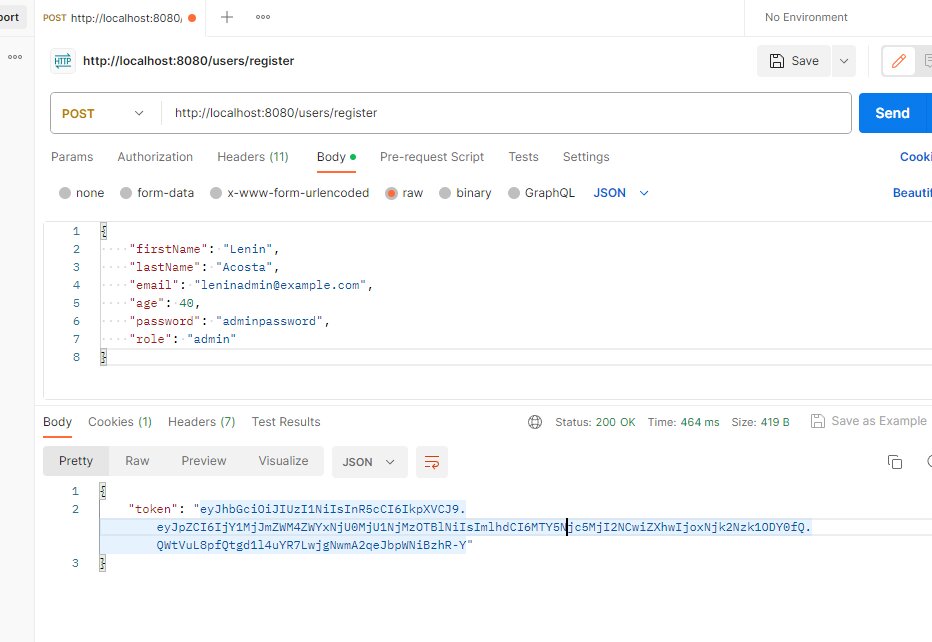 port
POST http://localhost:8080/
No Environment
HTTP http://localhost:8080/users/register
Save
POST http://localhost:8080/users/register
Send
Params Authorization Headers (11) Body Pre-request Script Tests Settings Cooki
none form-data x-www-form-urlencoded raw binary GraphQL JSON Beautif
1 {
2 "firstName": "Lenin",
3 "lastName": "Acosta",
4 "email": "leninadmin@example.com",
5 "age": 40,
6 "password": "adminpassword",
7 "role": "admin"
8 }
Body Cookies (1) Headers (7) Test Results Status: 200 OK Time: 464 ms Size: 419 B Save as Example
Pretty Raw Preview Visualize JSON
1 {
2 "token": "eyJhbGciOiJIUzI1NiIsInR5cCI6IkpXVCJ9.
eyJpZCI6IjY1MjJmZWM4ZWYxNjU0MjU1NjMzOTBlNiIsImlhdCI6MTY5Njc5MjI2NCwiZXhwIjoxNjk2Nzk1ODY0fQ.
QWtVuL8pfQtgd1l4uYR7LwjgNwmA2qeJbpWNiBzhR-Y"
3 }